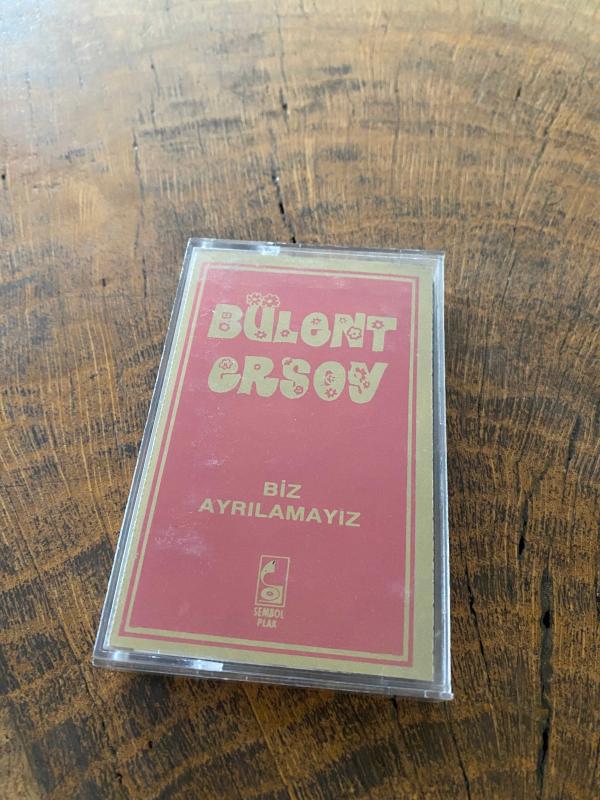 BÜLENT
ERSOY
BİZ
AYRILAMAYIZ
SEMBOL
PLAK